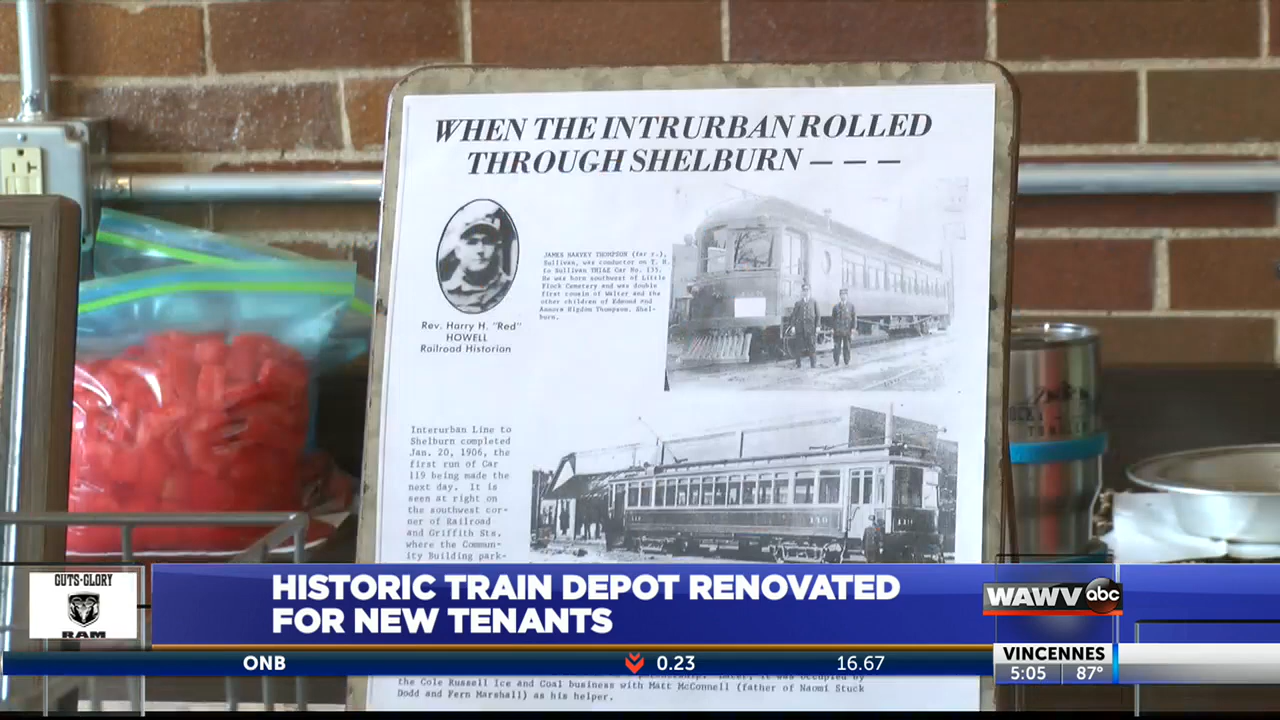 WHEN THE INTRURBAN ROLLED
THROUGH SHELBURN — — —
Rev. Harry H. "Red"
HOWELL
Railroad Historian
JAMES HARVEY THOMPSON (far r.),
Sullivan, was conductor on T. H.
to Sullivan THI&E Car No. 135.
He was born southwest of Little
Flock Cemetery and was double
first cousin of Walter and the
other children of Edmond and
Annora Higdon Thompson, Shel-
burn.
Interurban Line to
Shelburn completed
Jan. 20, 1906, the
first run of Car
119 being made the
next day. It is
seen at right on
the southwest cor-
ner of Railroad
and Griffith Sts.
where the Commun-
ity Building park-
GUTS•GLORY
RAM
HISTORIC TRAIN DEPOT RENOVATED
FOR NEW TENANTS
WAWV abc
ONB 0.23 16.67
VINCENNES
5:05 87°
the Cole Russell Ice and Coal business with Matt McConnell (father of Naomi Stuck
Dodd and Fern Marshall) as his helper.